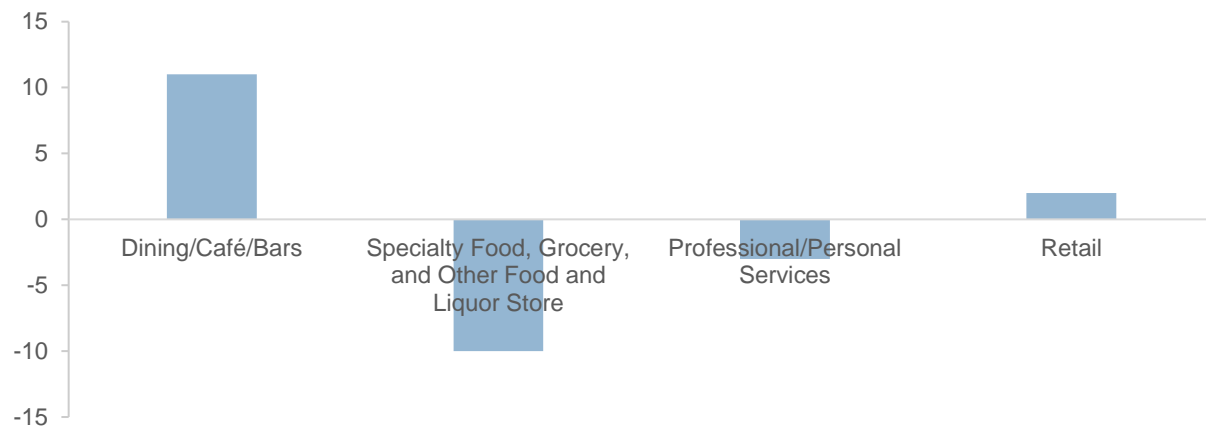 15
10
5
0
Dining/Café/Bars
Specialty Food, Grocery,
and Other Food and
Liquor Store
Professional/Personal
Services
Retail
-5
-10
-15